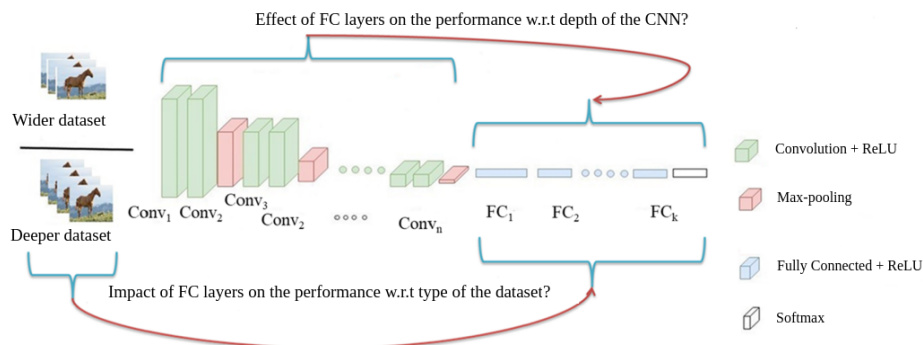 Effect of FC layers on the performance w.r.t depth of the CNN?
Wider dataset
Deeper dataset
Conv1
Conv2
Conv3
Conv2
Convn
FC1
FC2
FCk
Convolution + ReLU
Max-pooling
Fully Connected + ReLU
Softmax
Impact of FC layers on the performance w.r.t type of the dataset?